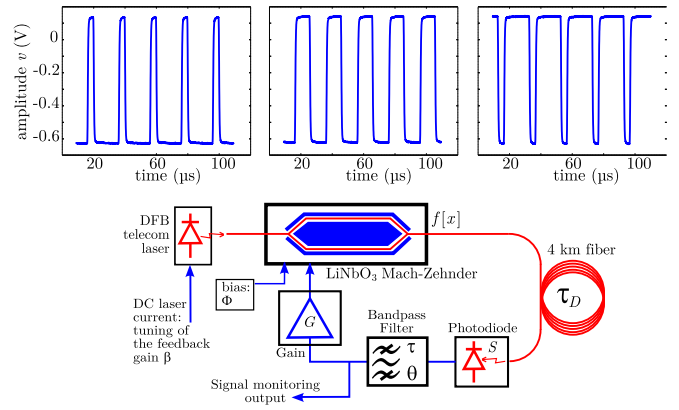 amplitude v (V)
0
-0.2
-0.4
-0.6
20 60 100
time (µs)
20 60 100
time (µs)
20 60 100
time (µs)
DFB
telecom
laser
f[x]
LiNbO3 Mach-Zehnder
4 km fiber
τD
bias:
Φ
DC laser
current:
tuning of
the feedback
gain β
G
Gain
Bandpass
Filter
τ
θ
Photodiode
S
Signal monitoring
output